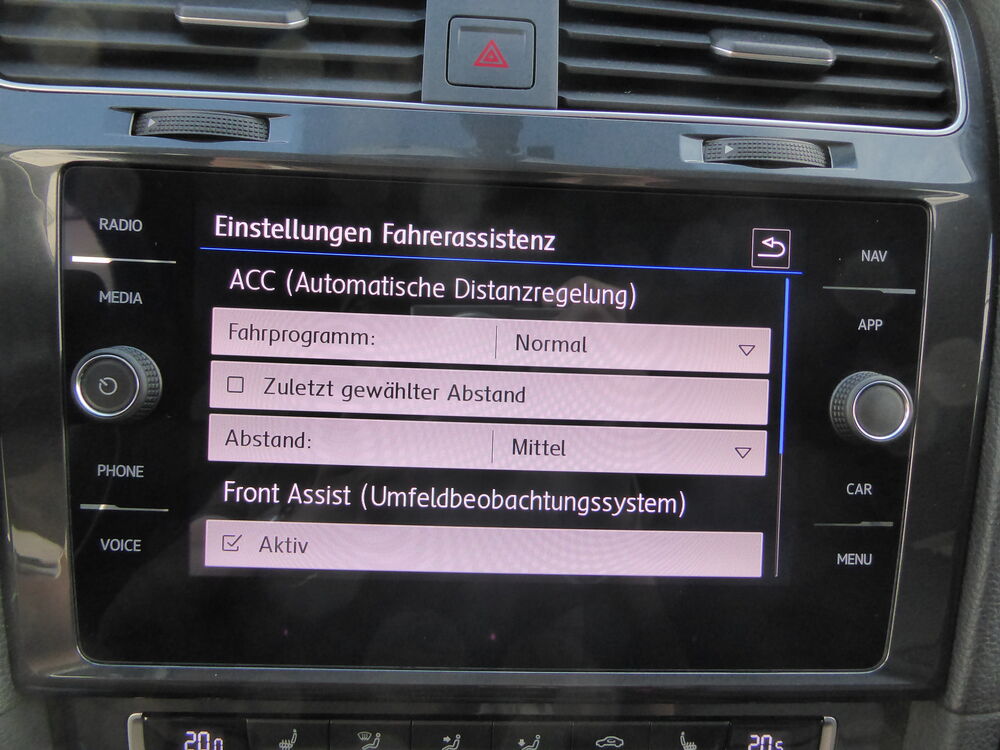 RADIO
MEDIA
PHONE
VOICE
Einstellungen Fahrerassistenz
ACC (Automatische Distanzregelung)
Fahrprogramm: Normal
Zuletzt gewählter Abstand
Abstand: Mittel
Front Assist (Umfeldbeobachtungssystem)
Aktiv
NAV
APP
CAR
MENU